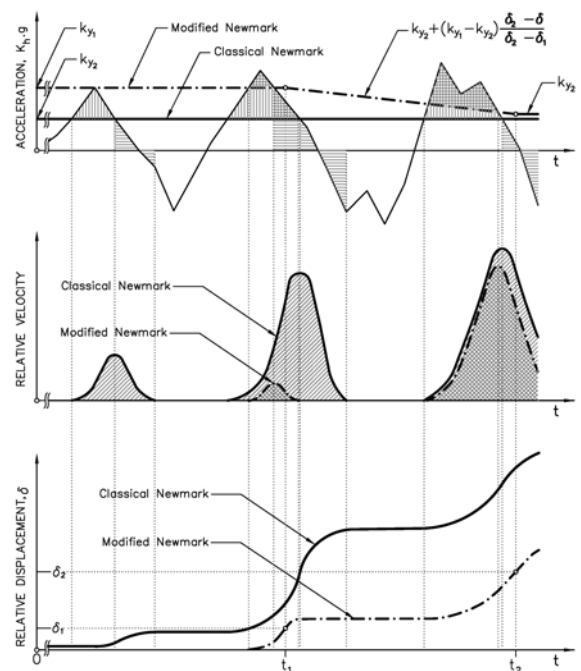 ACCELERATION, K_h.g
k_y₁
k_y₂
Modified Newmark
Classical Newmark
k_y₂+(k_y₁−k_y₂) (δ₂ −δ)/(δ₂ −δ₁)
k_y₂
O
t
RELATIVE VELOCITY
Classical Newmark
Modified Newmark
O
t
RELATIVE DISPLACEMENT,δ
Classical Newmark
Modified Newmark
δ₂
δ₁
O
t₁
t₂
t